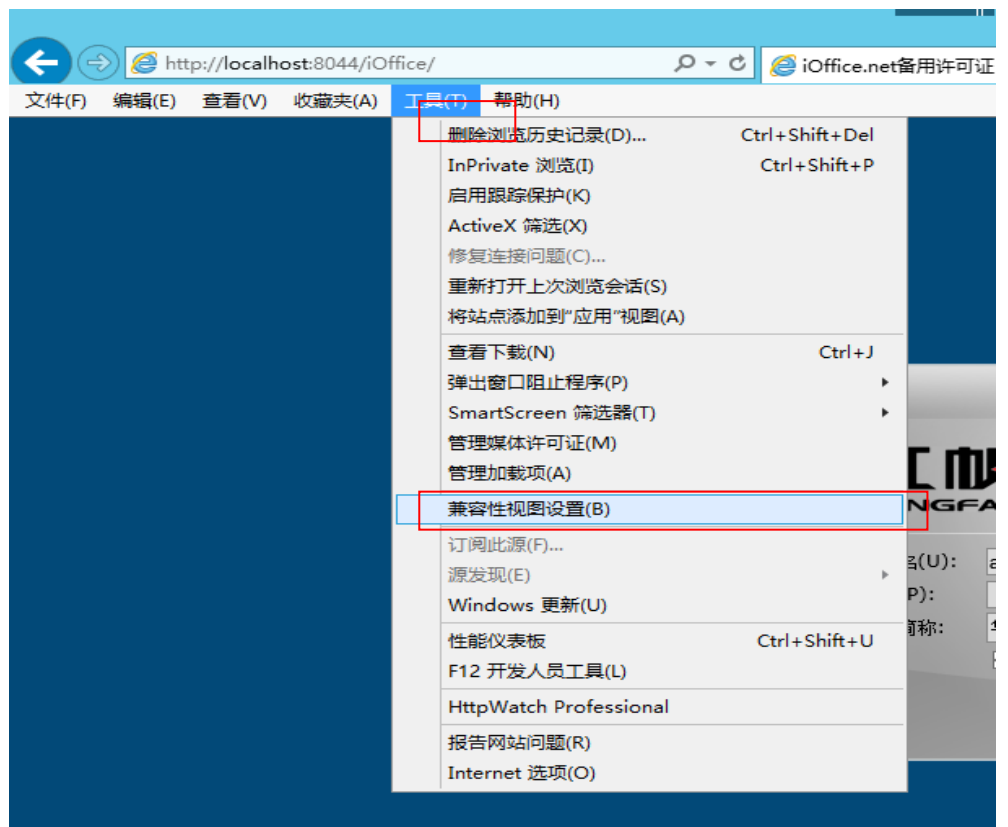 http://localhost:8044/iOffice/
iOffice.net备用许可证
文件(F) 编辑(E) 查看(V) 收藏夹(A) 工具(T) 帮助(H)
删除浏览历史记录(D)... Ctrl+Shift+Del
InPrivate 浏览(I) Ctrl+Shift+P
启用跟踪保护(K)
ActiveX 筛选(X)
修复连接问题(C)...
重新打开上次浏览会话(S)
将站点添加到“应用”视图(A)
查看下载(N) Ctrl+J
弹出窗口阻止程序(P)
SmartScreen 筛选器(T)
管理媒体许可证(M)
管理加载项(A)
兼容性视图设置(B)
NGFA
订阅此源(F)...
名(U):
源发现(E)
P):
Windows 更新(U)
简称:
性能仪表板 Ctrl+Shift+U
F12 开发人员工具(L)
HttpWatch Professional
报告网站问题(R)
Internet 选项(O)